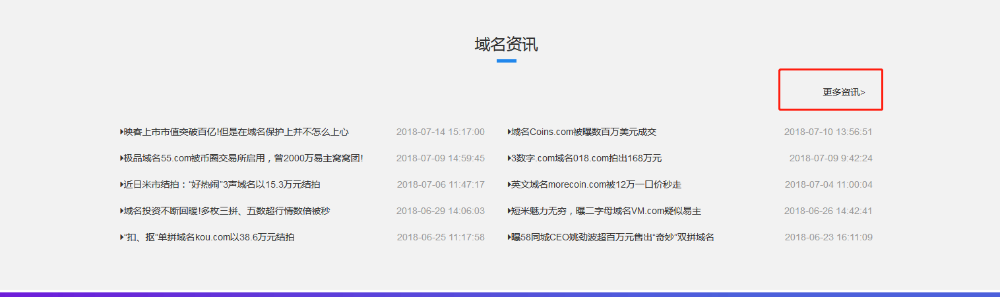 域名资讯
更多资讯>
映客上市市值突破百亿!但是在域名保护上并不怎么上心 2018-07-14 15:17:00 域名Coins.com被曝数百万美元成交 2018-07-10 13:56:51
极品域名55.com被币圈交易所启用，曾2000万易主窝窝团! 2018-07-09 14:59:45 3数字.com域名018.com拍出168万元 2018-07-09 9:42:24
近日米市结拍：“好热闹”3声域名以15.3万元结拍 2018-07-06 11:47:17 英文域名morecoin.com被12万一口价秒走 2018-07-04 11:00:04
域名投资不断回暖!多枚三拼、五数超行情数倍被秒 2018-06-29 14:06:03 短米魅力无穷，曝二字母域名VM.com疑似易主 2018-06-26 14:42:41
“扣、抠”单拼域名kou.com以38.6万元结拍 2018-06-25 11:17:58 曝58同城CEO姚劲波超百万元售出“奇妙”双拼域名 2018-06-23 16:11:09